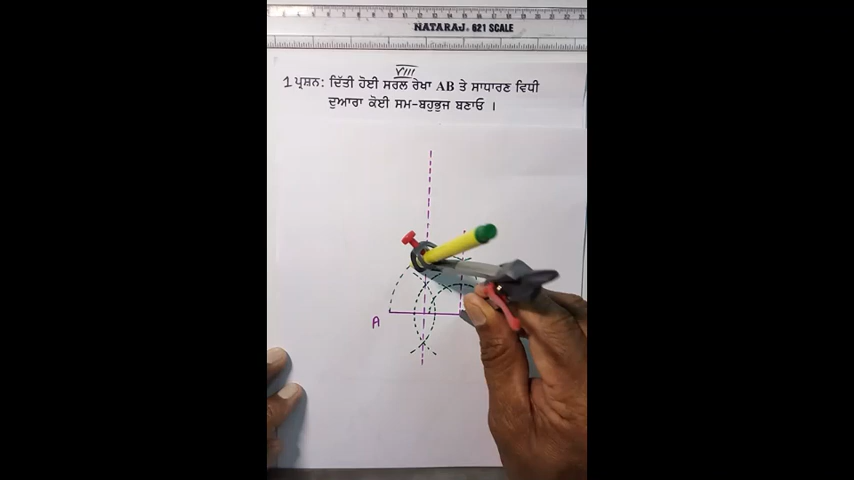 NATARAJ 621 SCALE
VIII
1 ਪ੍ਰਸ਼ਨ: ਦਿੱਤੀ ਹੋਈ ਸਰਲ ਰੇਖਾ AB ਤੇ ਸਾਧਾਰਣ ਵਿਧੀ
ਦੁਆਰਾ ਕੋਈ ਸਮ-ਬਹੁਭੁਜ ਬਣਾਓ ।
A